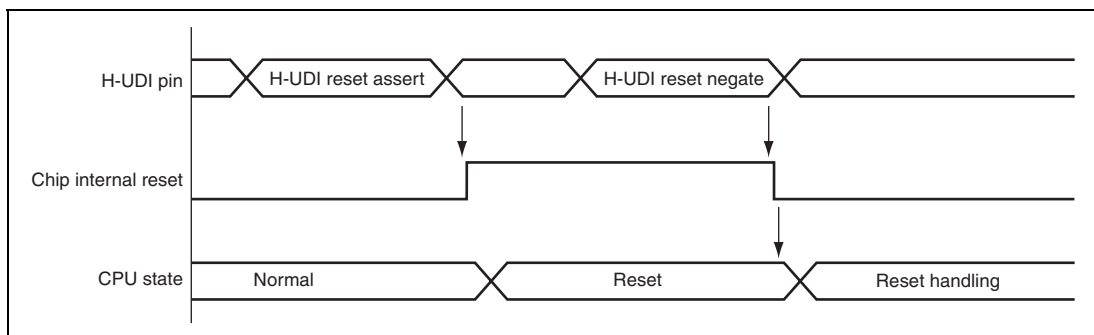 H-UDI pin
H-UDI reset assert
H-UDI reset negate
Chip internal reset
CPU state
Normal
Reset
Reset handling